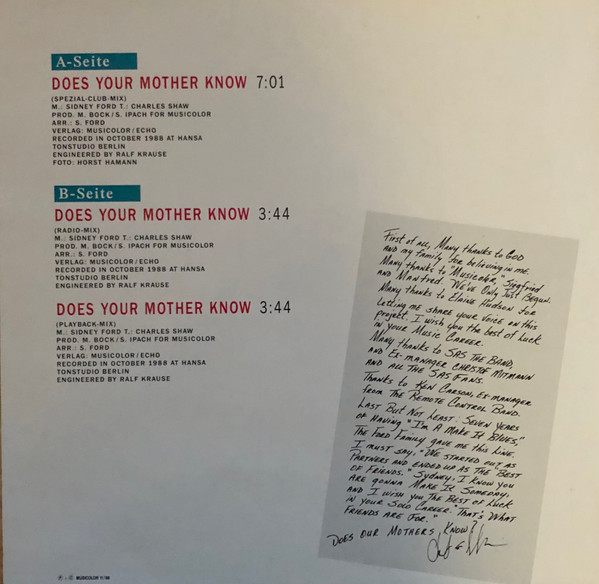 A-Seite
DOES YOUR MOTHER KNOW 7:01
(SPEZIAL-CLUB-MIX)
M.: SIDNEY FORD T.: CHARLES SHAW
PROD. M. BOCK/S. IPACH FOR MUSICOLOR
ARR.: S. FORD
VERLAG: MUSICOLOR/ECHO
RECORDED IN OCTOBER 1988 AT HANSA
TONSTUDIO BERLIN
ENGINEERED BY RALF KRAUSE
FOTO: HORST HAMANN
B-Seite
DOES YOUR MOTHER KNOW 3:44
(RADIO-MIX)
M.: SIDNEY FORD T.: CHARLES SHAW
PROD. M. BOCK/S. IPACH FOR MUSICOLOR
ARR.: S. FORD
VERLAG: MUSICOLOR/ECHO
RECORDED IN OCTOBER 1988 AT HANSA
TONSTUDIO BERLIN
ENGINEERED BY RALF KRAUSE
DOES YOUR MOTHER KNOW 3:44
(PLAYBACK-MIX)
M.: SIDNEY FORD T.: CHARLES SHAW
PROD. M. BOCK/S. IPACH FOR MUSICOLOR
ARR.: S. FORD
VERLAG: MUSICOLOR/ECHO
RECORDED IN OCTOBER 1988 AT HANSA
TONSTUDIO BERLIN
ENGINEERED BY RALF KRAUSE
First of all, Many thanks to GOD
and my family for believing in me.
Many thanks to "Musicolor," Siegfried
and Manfred. We've Only Just Begun.
Many thanks to Elaine Hudson for
letting me share your voice on this
project. I wish you the best of luck
in your Music Career.
Many thanks to SAS THE BAND,
and Ex-manager CHRISTOF MITMANN
and all the SAS FANS.
Thanks to KEN CARSON, Ex-manager
from THE REMOTE CONTROL BAND.
LAST BUT NOT LEAST: SEVEN YEARS
OF HAVING "I'M A MAKE IT BLUES,"
THE FORD FAMILY GAVE ME THIS LINE.
I MUST SAY, "WE STARTED OUT AS
PARTNERS AND ENDED UP AS THE BEST
OF FRIENDS." SYDNEY, I KNOW YOU
ARE GONNA MAKE IT SOMEDAY,
AND I WISH YOU THE BEST OF LUCK
IN YOUR SOLO CAREER. "THAT'S WHAT
FRIENDS ARE FOR."
DOES OUR MOTHERS KNOW?
MUSICOLOR 11/88